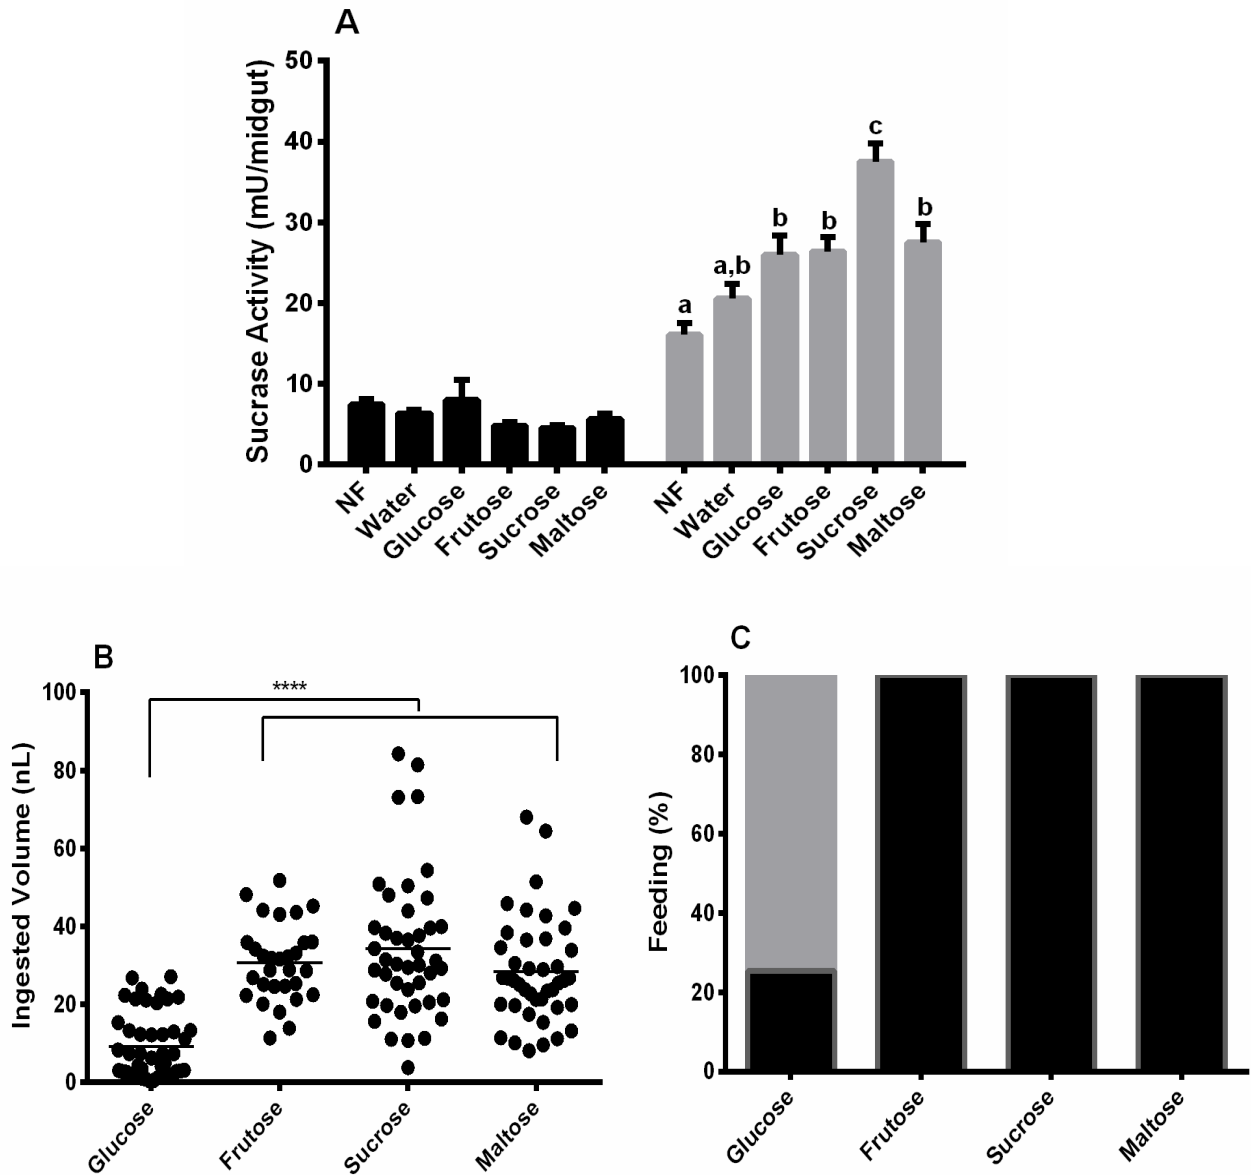 A
Sucrase Activity (mU/midgut)
50
40
30
20
10
0
a
a,b
b
b
c
b
NF
Water
Glucose
Frutose
Sucrose
Maltose
NF
Water
Glucose
Frutose
Sucrose
Maltose
B
Ingested Volume (nL)
100
80
60
40
20
0
****
Glucose
Frutose
Sucrose
Maltose
C
Feeding (%)
100
80
60
40
20
0
Glucose
Frutose
Sucrose
Maltose